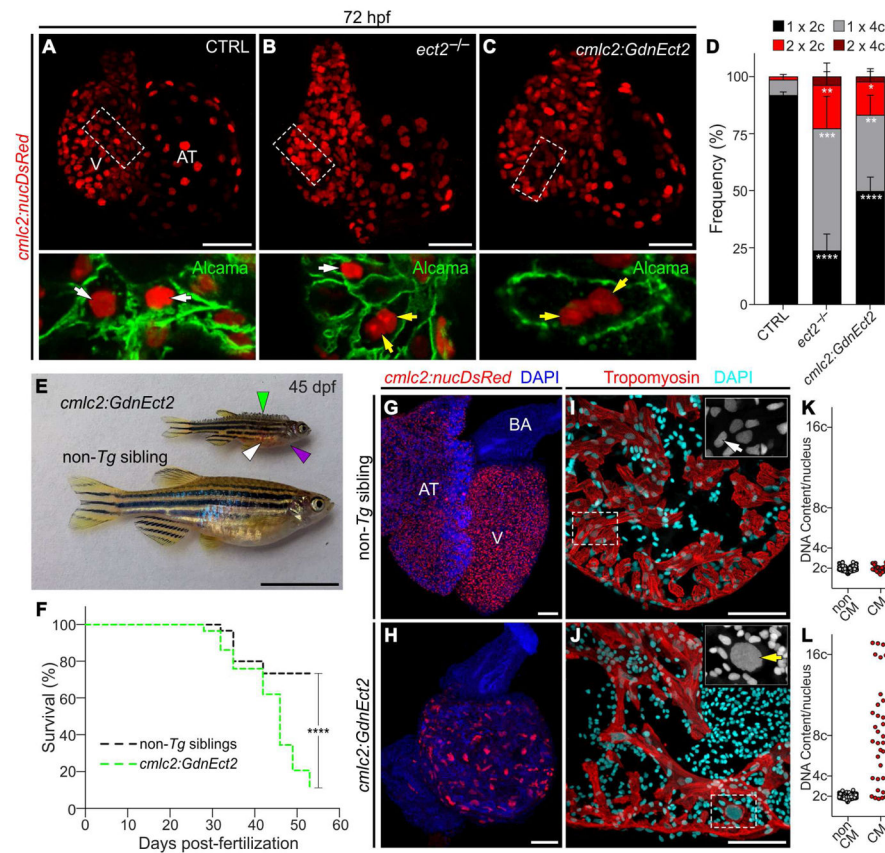 72 hpf
A
CTRL
B
ect2–/–
C
cmlc2:GdnEct2
cmlc2:nucDsRed
V
AT
Alcama
Alcama
Alcama
D
1 x 2c
1 x 4c
2 x 2c
2 x 4c
Frequency (%)
100
75
50
25
0
**
***
****
*
**
****
CTRL
ect2–/–
cmlc2:GdnEct2
E
45 dpf
cmlc2:GdnEct2
non-Tg sibling
F
Survival (%)
100
80
60
40
20
0
****
non-Tg siblings
cmlc2:GdnEct2
0
10
20
30
40
50
60
Days post-fertilization
cmlc2:nucDsRed DAPI
Tropomyosin DAPI
non-Tg sibling
G
BA
AT
V
I
K
DNA Content/nucleus
16c
8c
4c
2c
non CM
CM
cmlc2:GdnEct2
H
J
L
DNA Content/nucleus
16c
8c
4c
2c
non CM
CM